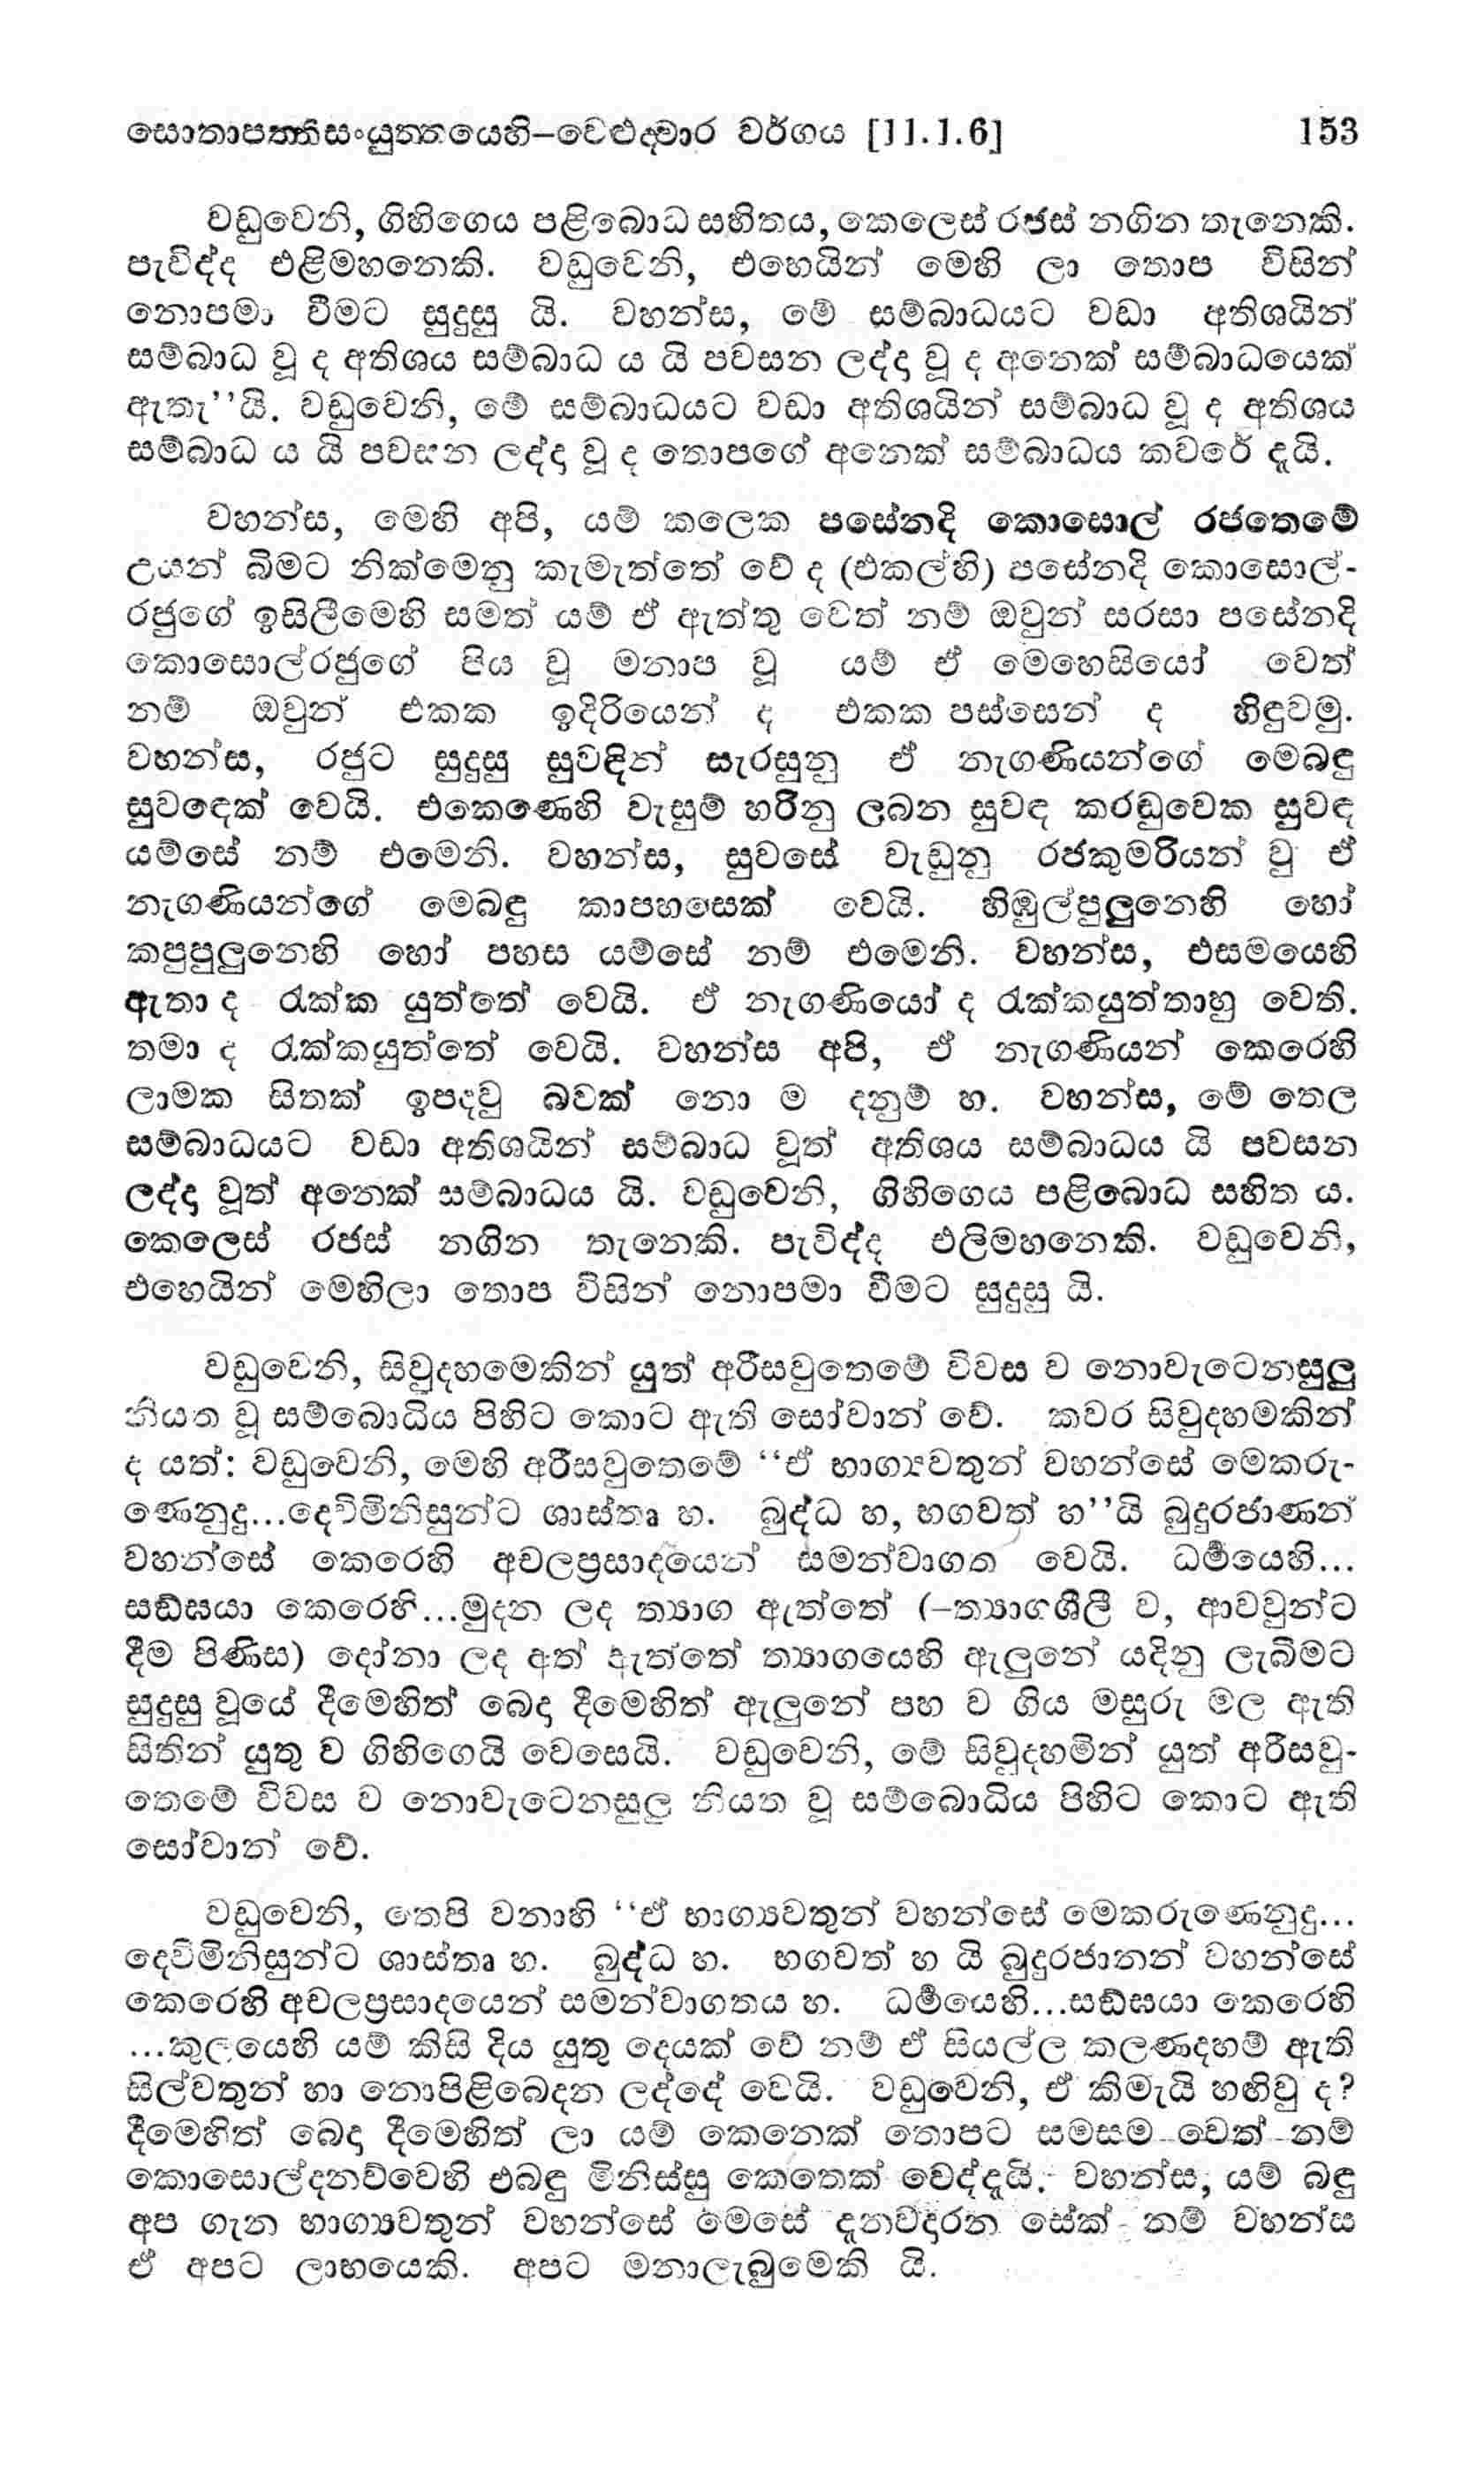 සොතාපත්තිසංයුත්තයෙහි–වෙළුද්වාර වර්ගය [11.1.6] 153
වඩුවෙනි, ගිහිගෙය පළිබොධ සහිතය, කෙලෙස් රජස් නගින තැනෙකි.
පැවිද්ද එළිමහනෙකි. වඩුවෙනි, එහෙයින් මෙහි ලා තොප විසින්
නොපමා වීමට සුදුසු යි. වහන්ස, මේ සම්බාධයට වඩා අතිශයින්
සම්බාධ වූ ද අතිශය සම්බාධ ය යි පවසන ලද්ද වූ ද අනෙක් සම්බාධයෙක්
ඇතැ’’යි. වඩුවෙනි, මේ සම්බාධයට වඩා අතිශයින් සම්බාධ වූ ද අතිශය
සම්බාධ ය යි පවසන ලද්ද වූ ද තොපගේ අනෙක් සම්බාධය කවරේ දැයි.
වහන්ස, මෙහි අපි, යම් කලෙක පසේනදි කොසොල් රජතෙමේ
උයන් බිමට නික්මෙනු කැමැත්තේ වේ ද (එකල්හි) පසේනදි කොසොල්-
රජුගේ ඉසිලීමෙහි සමත් යම් ඒ ඇත්තු වෙත් නම් ඔවුන් සරසා පසේනදි
කොසොල්රජුගේ පිය වූ මනාප වූ යම් ඒ මෙහෙසියෝ වෙත්
නම් ඔවුන් එකක ඉදිරියෙන් ද එකක පස්සෙන් ද හිඳුවමු.
වහන්ස, රජුට සුදුසු සුවඳින් සැරසුනු ඒ නැගණියන්ගේ මෙබඳු
සුවඳෙක් වෙයි. එකෙණෙහි වැසුම් හරිනු ලබන සුවඳ කරඬුවෙක සුවඳ
යම්සේ නම් එමෙනි. වහන්ස, සුවසේ වැඩුනු රජකුමරියන් වූ ඒ
නැගණියන්ගේ මෙබඳු කාපහසෙක් වෙයි. හිඹුල්පුලුනෙහි හෝ
කපුපුලුනෙහි හෝ පහස යම්සේ නම් එමෙනි. වහන්ස, එසමයෙහි
ඇතා ද රැක්ක යුත්තේ වෙයි. ඒ නැගණියෝ ද රැක්කයුත්තාහු වෙති.
තමා ද රැක්කයුත්තේ වෙයි. වහන්ස අපි, ඒ නැගණියන් කෙරෙහි
ලාමක සිතක් ඉපදවූ බවක් නො ම දනුම් හ. වහන්ස, මේ තෙල
සම්බාධයට වඩා අතිශයින් සම්බාධ වූත් අතිශය සම්බාධය යි පවසන
ලද්ද වූත් අනෙක් සම්බාධය යි. වඩුවෙනි, ගිහිගෙය පළිබොධ සහිත ය.
කෙලෙස් රජස් නගින තැනෙකි. පැවිද්ද එලිමහනෙකි. වඩුවෙනි,
එහෙයින් මෙහිලා තොප විසින් නොපමා වීමට සුදුසු යි.
වඩුවෙනි, සිවුදහමෙකින් යුත් අරිසවුතෙමේ විවස ව නොවැටෙනසුලු
නියත වූ සම්බොධිය පිහිට කොට ඇති සෝවාන් වේ. කවර සිවුදහමකින්
ද යත්: වඩුවෙනි, මෙහි අරිසවුතෙමේ ‘‘ඒ භාග්‍යවතුන් වහන්සේ මෙකරු-
ණෙනුදු...දෙව්මිනිසුන්ට ශාස්තෘ හ. බුද්ධ හ, භගවත් හ’’යි බුදුරජාණන්
වහන්සේ කෙරෙහි අචලප්‍රසාදයෙන් සමන්වාගත වෙයි. ධර්‍මයෙහි...
සඞ්ඝයා කෙරෙහි...මුදන ලද ත්‍යාග ඇත්තේ (–ත්‍යාගශීලී ව, ආවවුන්ට
දීම පිණිස) දෝනා ලද අත් ඇත්තේ ත්‍යාගයෙහි ඇලුනේ යදිනු ලැබීමට
සුදුසු වූයේ දීමෙහිත් බෙදා දීමෙහිත් ඇලුනේ පහ ව ගිය මසුරු මල ඇති
සිතින් යුතු ව ගිහිගෙයි වෙසෙයි. වඩුවෙනි, මේ සිවුදහමින් යුත් අරිසවු-
තෙමේ විවස ව නොවැටෙනසුලු නියත වූ සම්බොධිය පිහිට කොට ඇති
සෝවාන් වේ.
වඩුවෙනි, තෙපි වනාහි ‘‘ඒ භාග්‍යවතුන් වහන්සේ මෙකරුණෙනුදු...
දෙව්මිනිසුන්ට ශාස්තෘ හ. බුද්ධ හ. භගවත් හ යි බුදුරජානන් වහන්සේ
කෙරෙහි අචලප්‍රසාදයෙන් සමන්වාගතය හ. ධර්‍මයෙහි...සඞ්ඝයා කෙරෙහි
...කුලයෙහි යම් කිසි දිය යුතු දෙයක් වේ නම් ඒ සියල්ල කලණදහම් ඇති
සිල්වතුන් හා නොපිළිබෙදන ලද්දේ වෙයි. වඩුවෙනි, ඒ කිමැයි හඟිවු ද?
දීමෙහිත් බෙදා දීමෙහිත් ලා යම් කෙනෙක් තොපට සමසම වෙත් නම්
කොසොල්දනව්වෙහි එබඳු මිනිස්සු කෙතෙක් වෙද්දැයි. වහන්ස, යම් බඳු
අප ගැන භාග්‍යවතුන් වහන්සේ මෙසේ දැනවදාරන සේක් නම් වහන්ස
ඒ අපට ලාභයෙකි. අපට මනාලැබුමෙකි යි.